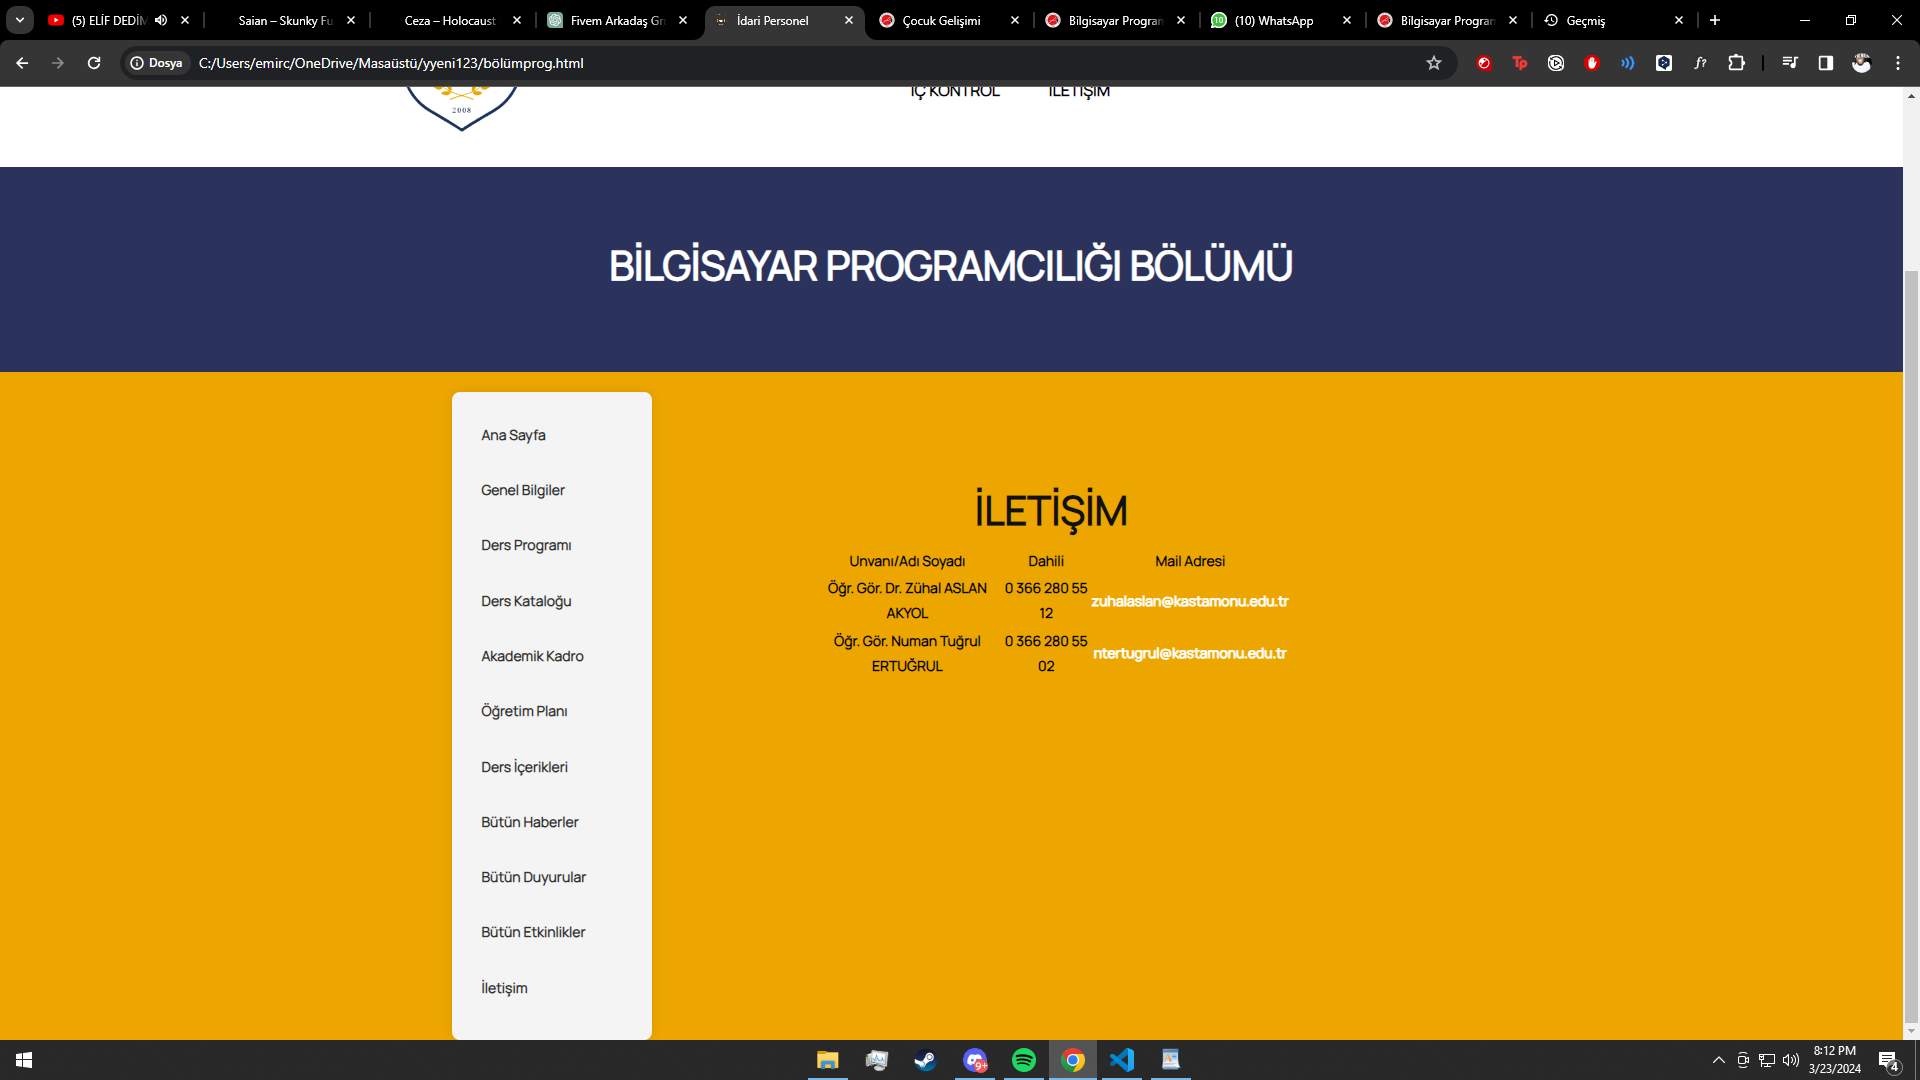 (5) ELİF DEDİM
Saian – Skunky Fu
Ceza – Holocaust
Fivem Arkadaş Gr
İdari Personel
Çocuk Gelişimi
Bilgisayar Program
(10) WhatsApp
Bilgisayar Program
Geçmiş
Dosya
C:/Users/emirc/OneDrive/Masaüstü/yyeni123/bölümprog.html
2008
İÇ KONTROL
İLETİŞİM
BİLGİSAYAR PROGRAMCILIĞI BÖLÜMÜ
Ana Sayfa
Genel Bilgiler
Ders Programı
Ders Kataloğu
Akademik Kadro
Öğretim Planı
Ders İçerikleri
Bütün Haberler
Bütün Duyurular
Bütün Etkinlikler
İletişim
İLETİŞİM
Unvanı/Adı Soyadı Dahili Mail Adresi
Öğr. Gör. Dr. Zühal ASLAN
AKYOL
0 366 280 55
12
zuhalaslan@kastamonu.edu.tr
Öğr. Gör. Numan Tuğrul
ERTUĞRUL
0 366 280 55
02
ntertugrul@kastamonu.edu.tr
9+
8:12 PM
3/23/2024
4